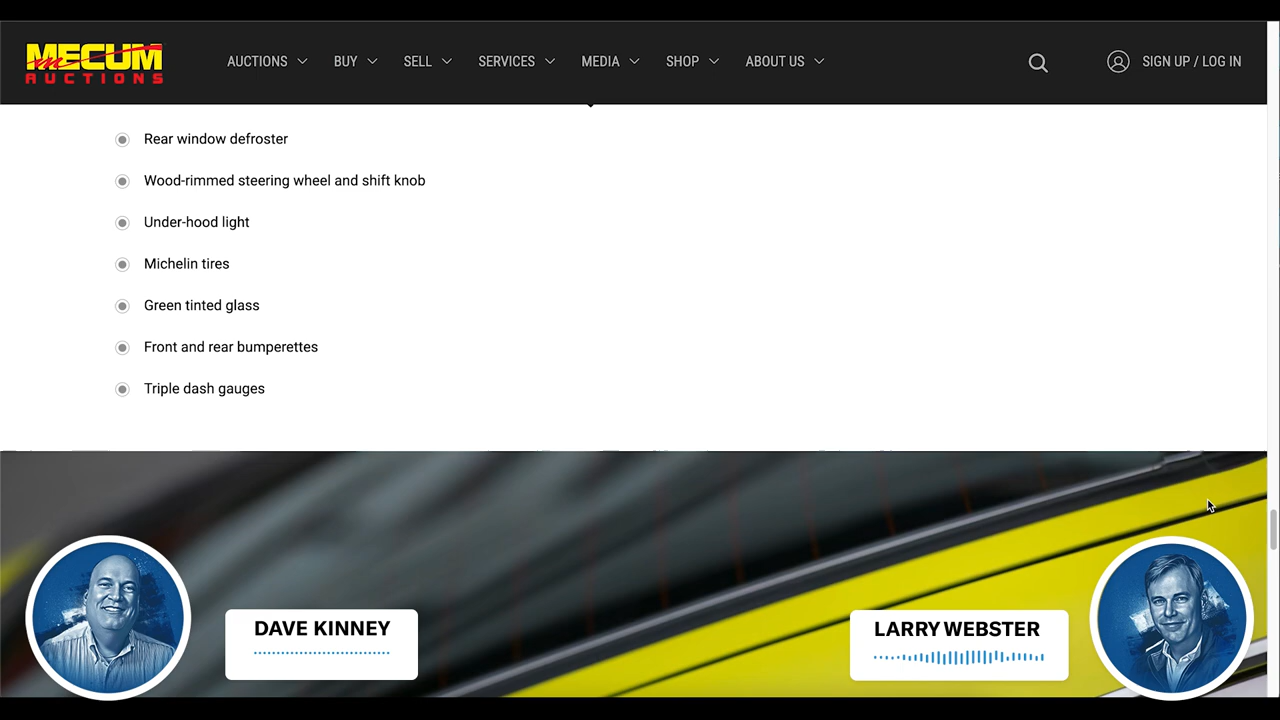 MECUM
AUCTIONS
AUCTIONS BUY SELL SERVICES MEDIA SHOP ABOUT US SIGN UP / LOG IN
Rear window defroster
Wood-rimmed steering wheel and shift knob
Under-hood light
Michelin tires
Green tinted glass
Front and rear bumperettes
Triple dash gauges
DAVE KINNEY
LARRY WEBSTER